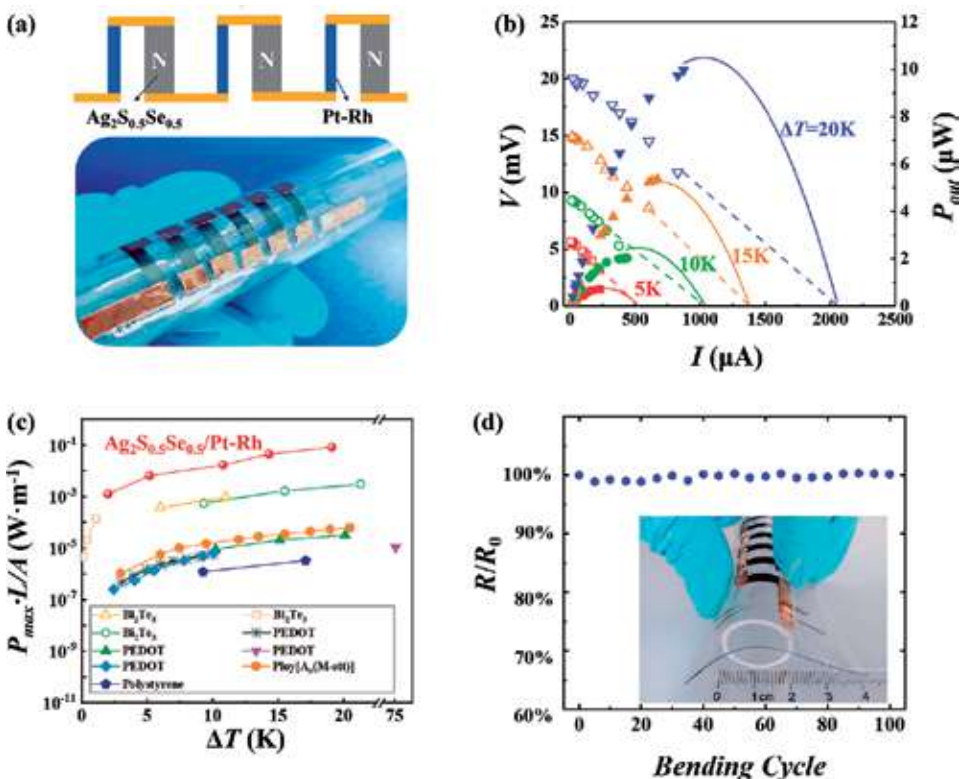 (a)
N N N
Ag₂S₀.₅Se₀.₅ Pt-Rh
(b)
V (mV)
25
20
15
10
5
0
ΔT=20K
15K
10K
5K
12
10
8
6
4
2
0
P_out (μW)
0 500 1000 1500 2000 2500
I (μA)
(c)
P_max·L/A (W·m⁻¹)
10⁻¹
10⁻³
10⁻⁵
10⁻⁷
10⁻⁹
10⁻¹¹
Ag₂S₀.₅Se₀.₅/Pt-Rh
Bi₂Te₃ Bi₂Te₃
Bi₂Te₃ PEDOT
PEDOT PEDOT
PEDOT Ploy[Aₓ(M-ett)]
Polystyrene
0 5 10 15 20 75
ΔT (K)
(d)
R/R₀
100%
90%
80%
70%
60%
0 1cm 2 3 4
0 20 40 60 80 100
Bending Cycle